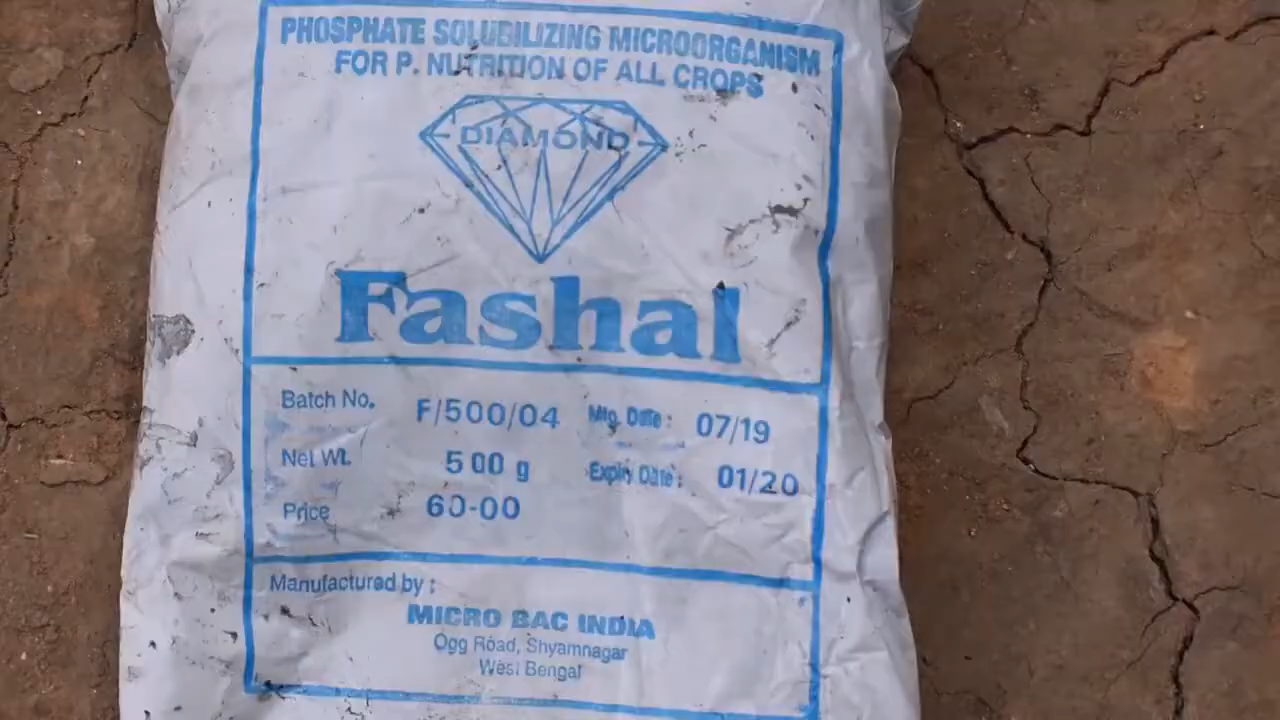 PHOSPHATE SOLUBILIZING MICROORGANISM
FOR P. NUTRITION OF ALL CROPS
DIAMOND
Fashal
Batch No. F/500/04 Mfg. Date : 07/19
Net Wt. 500 g Expiry Date : 01/20
Price 60-00
Manufactured by :
MICRO BAC INDIA
Ogg Road, Shyamnagar
West Bengal